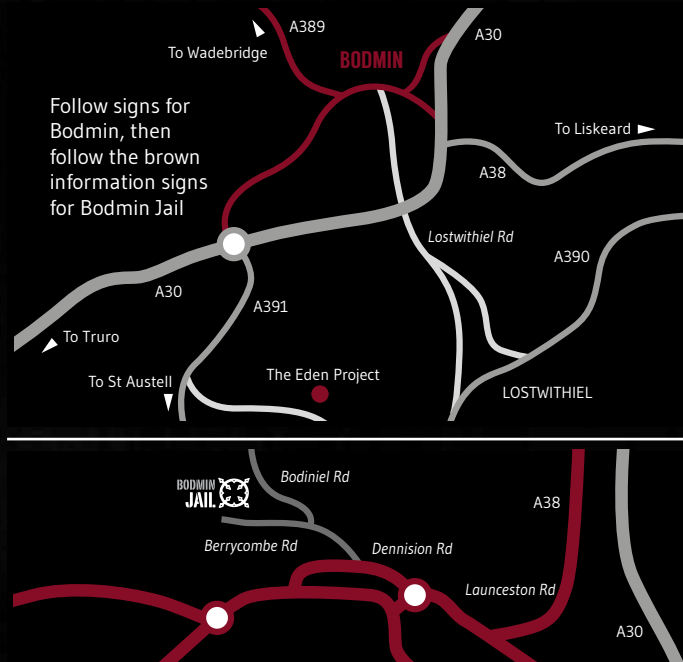 A389
A30
To Wadebridge
BODMIN
Follow signs for
Bodmin, then
follow the brown
information signs
for Bodmin Jail
To Liskeard
A38
Lostwithiel Rd
A390
A30
A391
To Truro
To St Austell
The Eden Project
LOSTWITHIEL
Bodiniel Rd
BODMIN
JAIL
A38
Berrycombe Rd
Dennision Rd
Launceston Rd
A30